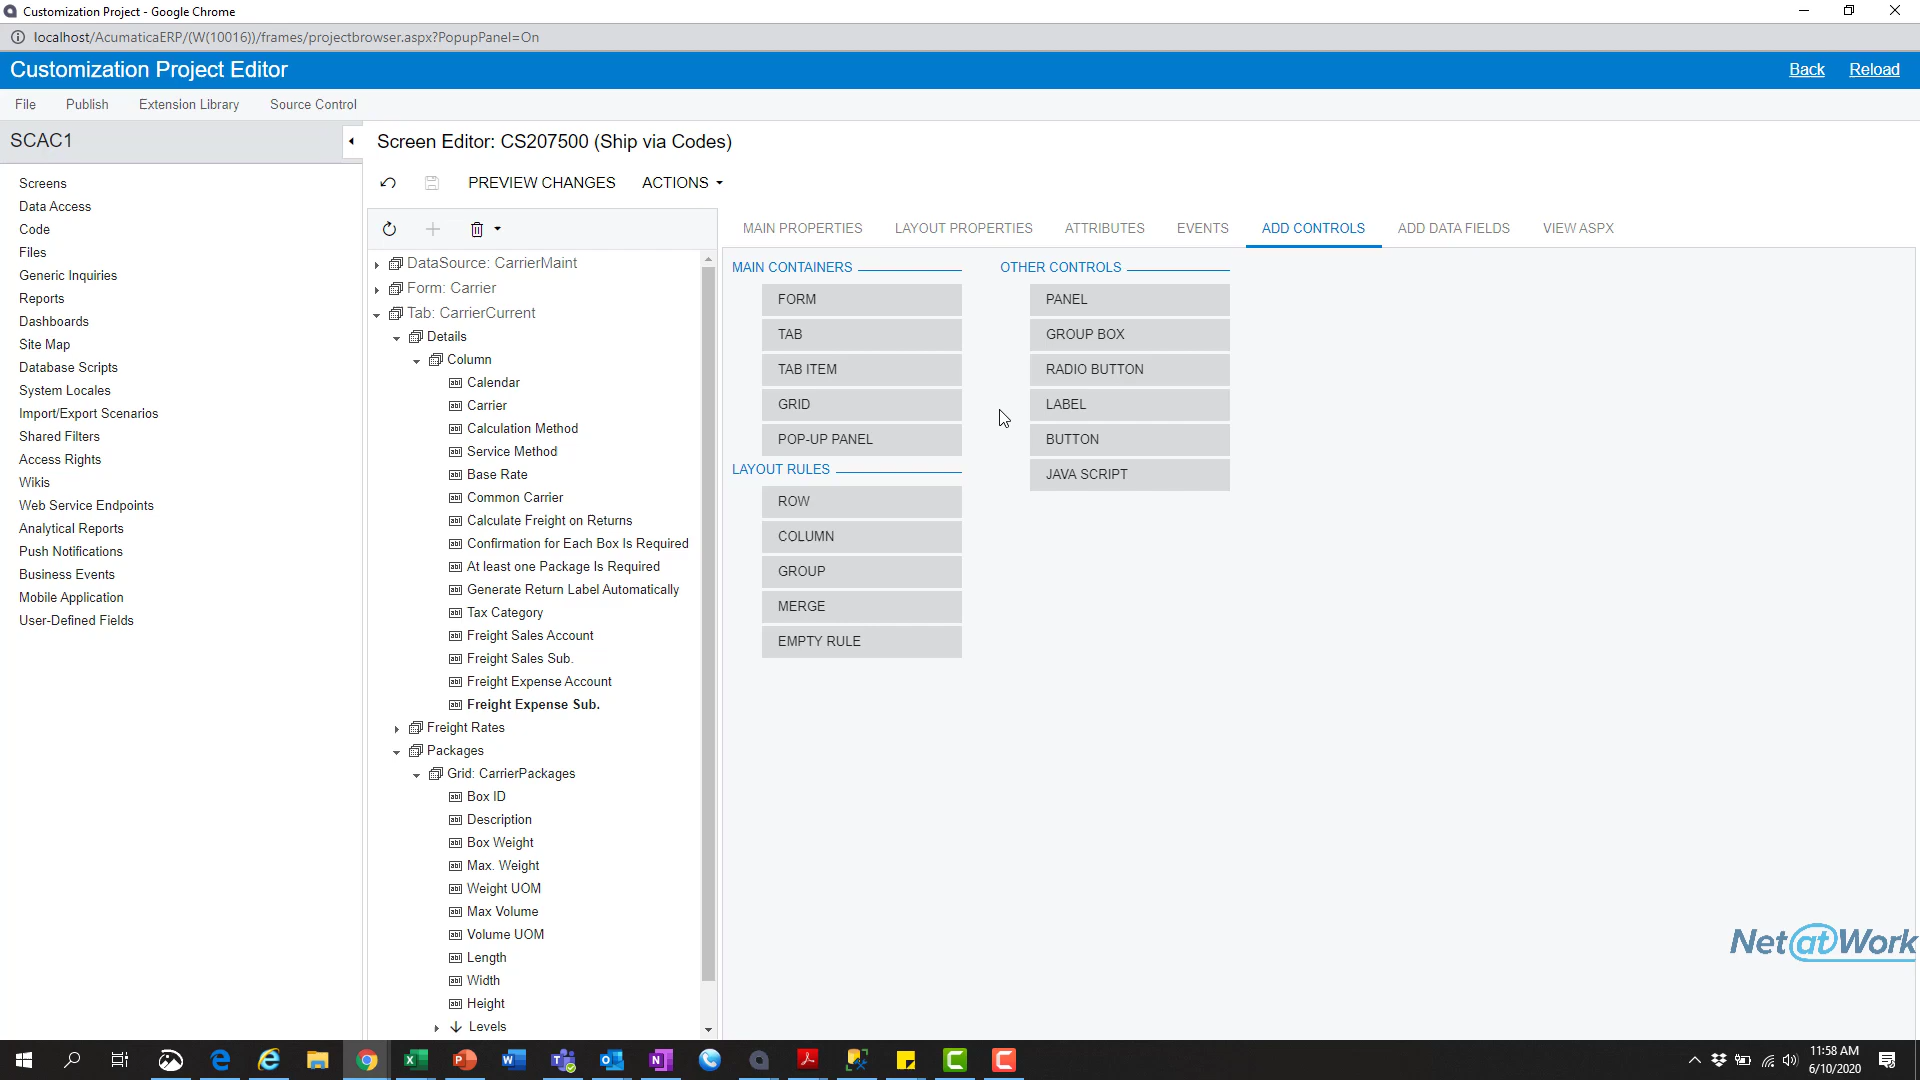 Customization Project - Google Chrome
localhost/AcumaticaERP/(W(10016))/frames/projectbrowser.aspx?PopupPanel=On
Customization Project Editor
Back
Reload
File
Publish
Extension Library
Source Control
SCAC1
Screen Editor: CS207500 (Ship via Codes)
PREVIEW CHANGES
ACTIONS
Screens
Data Access
Code
Files
Generic Inquiries
Reports
Dashboards
Site Map
Database Scripts
System Locales
Import/Export Scenarios
Shared Filters
Access Rights
Wikis
Web Service Endpoints
Analytical Reports
Push Notifications
Business Events
Mobile Application
User-Defined Fields
DataSource: CarrierMaint
Form: Carrier
Tab: CarrierCurrent
Details
Column
Calendar
Carrier
Calculation Method
Service Method
Base Rate
Common Carrier
Calculate Freight on Returns
Confirmation for Each Box Is Required
At least one Package Is Required
Generate Return Label Automatically
Tax Category
Freight Sales Account
Freight Sales Sub.
Freight Expense Account
Freight Expense Sub.
Freight Rates
Packages
Grid: CarrierPackages
Box ID
Description
Box Weight
Max. Weight
Weight UOM
Max Volume
Volume UOM
Length
Width
Height
Levels
MAIN PROPERTIES
LAYOUT PROPERTIES
ATTRIBUTES
EVENTS
ADD CONTROLS
ADD DATA FIELDS
VIEW ASPX
MAIN CONTAINERS
FORM
TAB
TAB ITEM
GRID
POP-UP PANEL
LAYOUT RULES
ROW
COLUMN
GROUP
MERGE
EMPTY RULE
OTHER CONTROLS
PANEL
GROUP BOX
RADIO BUTTON
LABEL
BUTTON
JAVA SCRIPT
NetatWork
11:58 AM
6/10/2020